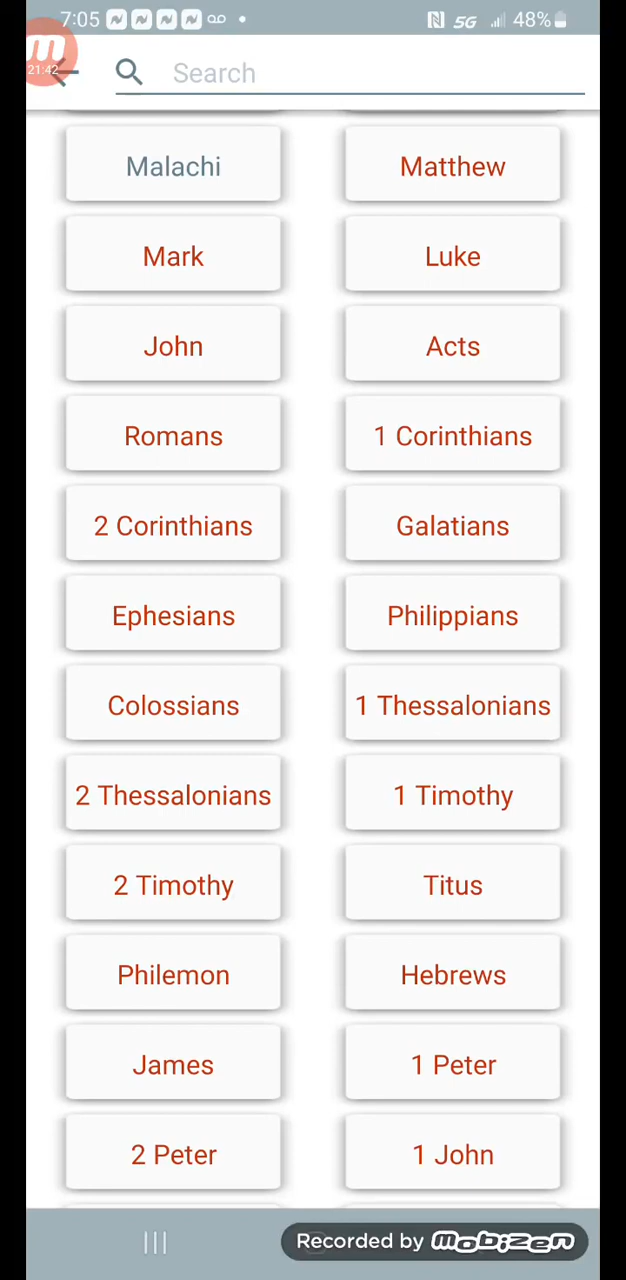 7:05 5G 48%
21:42
Search
Malachi Matthew
Mark Luke
John Acts
Romans 1 Corinthians
2 Corinthians Galatians
Ephesians Philippians
Colossians 1 Thessalonians
2 Thessalonians 1 Timothy
2 Timothy Titus
Philemon Hebrews
James 1 Peter
2 Peter 1 John
Recorded by mobizen